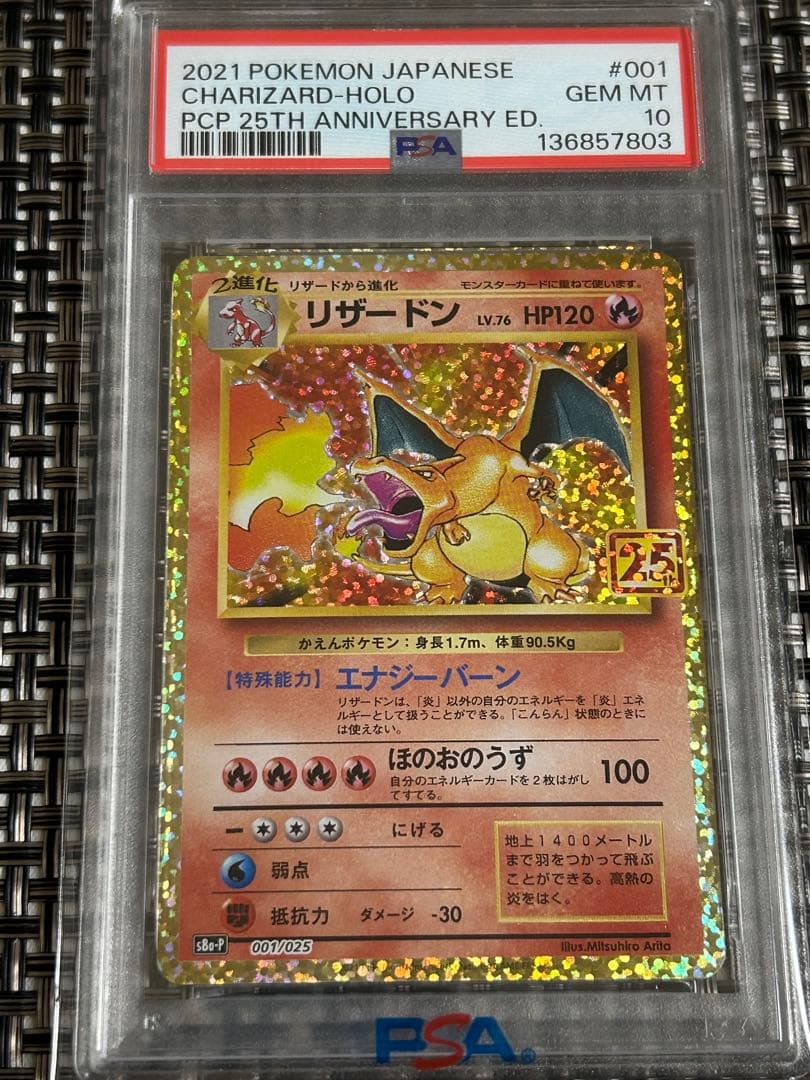 2021 POKEMON JAPANESE #001
CHARIZARD-HOLO GEM MT
PCP 25TH ANNIVERSARY ED. 10
PSA 136857803
2進化 リザードから進化 モンスターカードに重ねて使います。
リザードン LV.76 HP120
25th
かえんポケモン：身長1.7m、体重90.5Kg
【特殊能力】エナジーバーン
リザードンは、「炎」以外の自分のエネルギーを「炎」エネ
ルギーとして扱うことができる。「こんらん」状態のときに
は使えない。
ほのおのうず 100
自分のエネルギーカードを2枚はがし
てすてる。
にげる
弱点
抵抗力 ダメージ -30
地上1400メートル
まで羽をつかって飛ぶ
ことができる。高熱の
炎をはく。
s8a-P 001/025 Illus.Mitsuhiro Arita
PSA